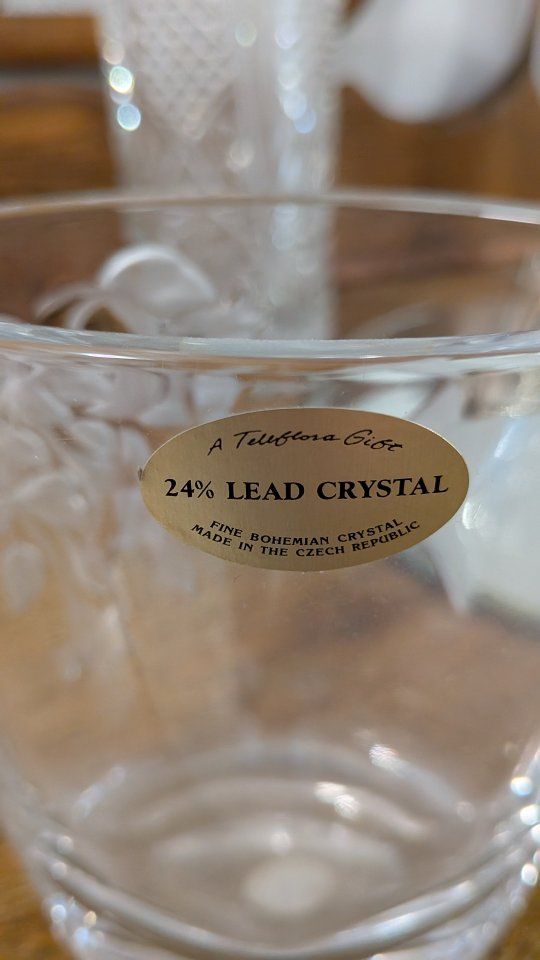 A Teleflora Gift
24% LEAD CRYSTAL
FINE BOHEMIAN CRYSTAL
MADE IN THE CZECH REPUBLIC